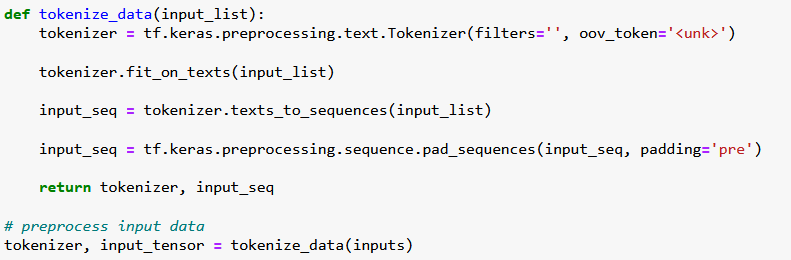 def tokenize_data(input_list):
    tokenizer = tf.keras.preprocessing.text.Tokenizer(filters='', oov_token='<unk>')
    tokenizer.fit_on_texts(input_list)
    input_seq = tokenizer.texts_to_sequences(input_list)
    input_seq = tf.keras.preprocessing.sequence.pad_sequences(input_seq, padding='pre')
    return tokenizer, input_seq
# preprocess input data
tokenizer, input_tensor = tokenize_data(inputs)